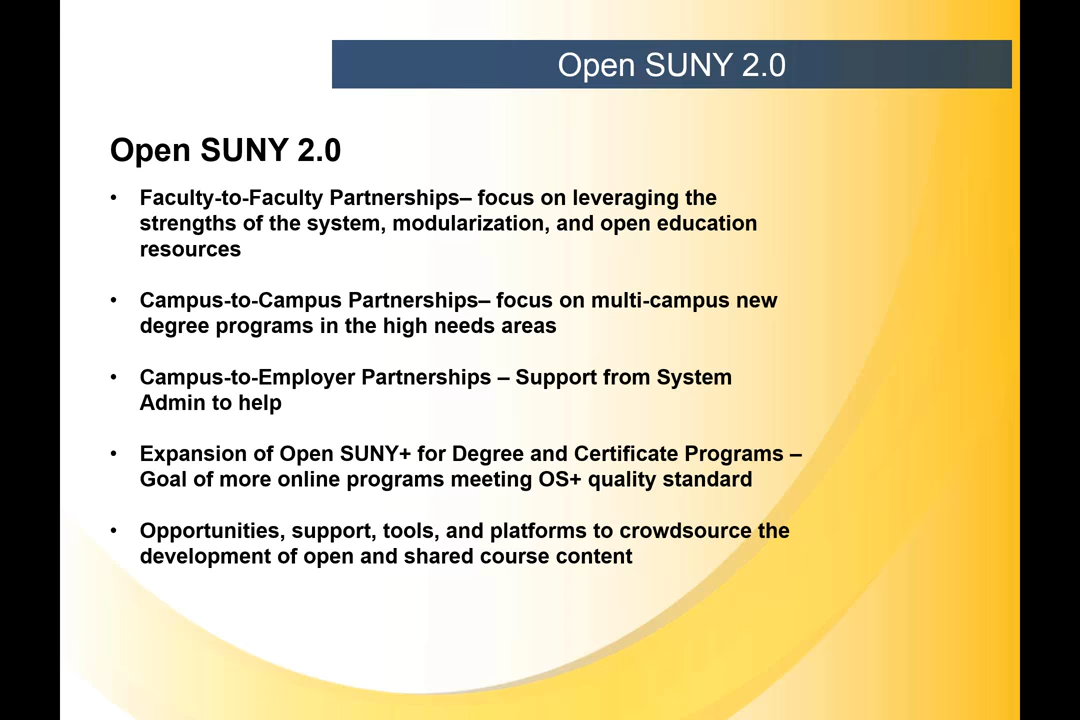 Open SUNY 2.0
Open SUNY 2.0
• Faculty-to-Faculty Partnerships– focus on leveraging the
strengths of the system, modularization, and open education
resources
• Campus-to-Campus Partnerships– focus on multi-campus new
degree programs in the high needs areas
• Campus-to-Employer Partnerships – Support from System
Admin to help
• Expansion of Open SUNY+ for Degree and Certificate Programs –
Goal of more online programs meeting OS+ quality standard
• Opportunities, support, tools, and platforms to crowdsource the
development of open and shared course content